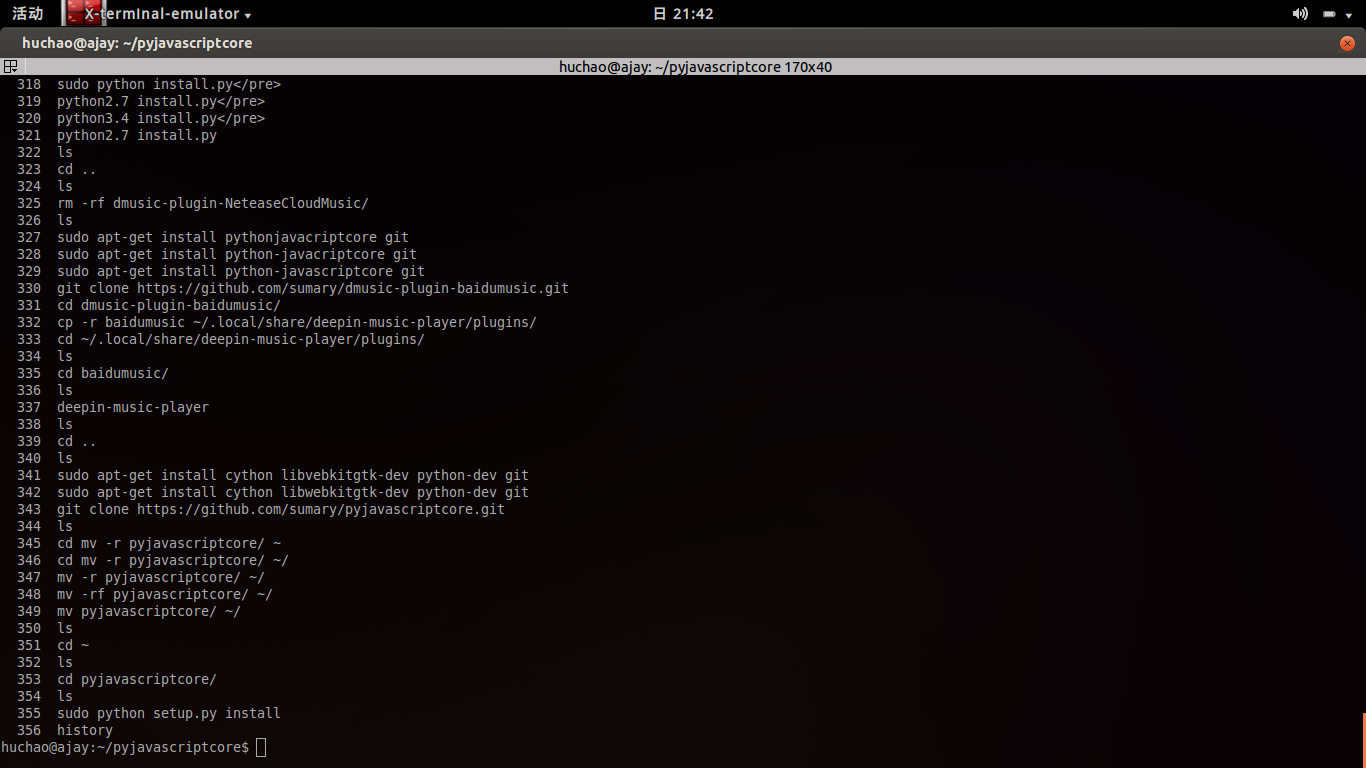 活动 X-terminal-emulator 日 21:42
huchao@ajay: ~/pyjavascriptcore
huchao@ajay: ~/pyjavascriptcore 170x40
318 sudo python install.py</pre>
319 python2.7 install.py</pre>
320 python3.4 install.py</pre>
321 python2.7 install.py
322 ls
323 cd ..
324 ls
325 rm -rf dmusic-plugin-NeteaseCloudMusic/
326 ls
327 sudo apt-get install pythonjavacriptcore git
328 sudo apt-get install python-javacriptcore git
329 sudo apt-get install python-javascriptcore git
330 git clone https://github.com/sumary/dmusic-plugin-baidumusic.git
331 cd dmusic-plugin-baidumusic/
332 cp -r baidumusic ~/.local/share/deepin-music-player/plugins/
333 cd ~/.local/share/deepin-music-player/plugins/
334 ls
335 cd baidumusic/
336 ls
337 deepin-music-player
338 ls
339 cd ..
340 ls
341 sudo apt-get install cython libvebkitgtk-dev python-dev git
342 sudo apt-get install cython libwebkitgtk-dev python-dev git
343 git clone https://github.com/sumary/pyjavascriptcore.git
344 ls
345 cd mv -r pyjavascriptcore/ ~
346 cd mv -r pyjavascriptcore/ ~/
347 mv -r pyjavascriptcore/ ~/
348 mv -rf pyjavascriptcore/ ~/
349 mv pyjavascriptcore/ ~/
350 ls
351 cd ~
352 ls
353 cd pyjavascriptcore/
354 ls
355 sudo python setup.py install
356 history
huchao@ajay:~/pyjavascriptcore$